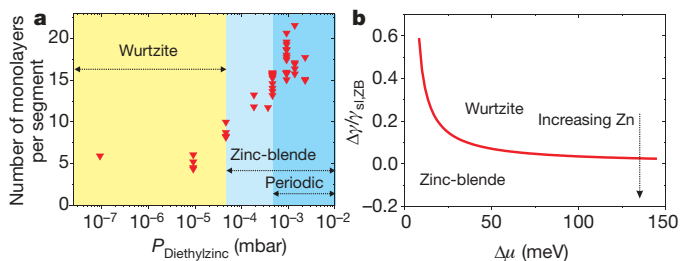 a
Number of monolayers
per segment
20
15
10
5
0
Wurtzite
Zinc-blende
Periodic
10⁻⁷ 10⁻⁶ 10⁻⁵ 10⁻⁴ 10⁻³ 10⁻²
P_Diethylzinc (mbar)
b
Δγ/γ_sl,ZB
0.6
0.4
0.2
0.0
−0.2
Wurtzite
Increasing Zn
Zinc-blende
0 50 100 150
Δμ (meV)